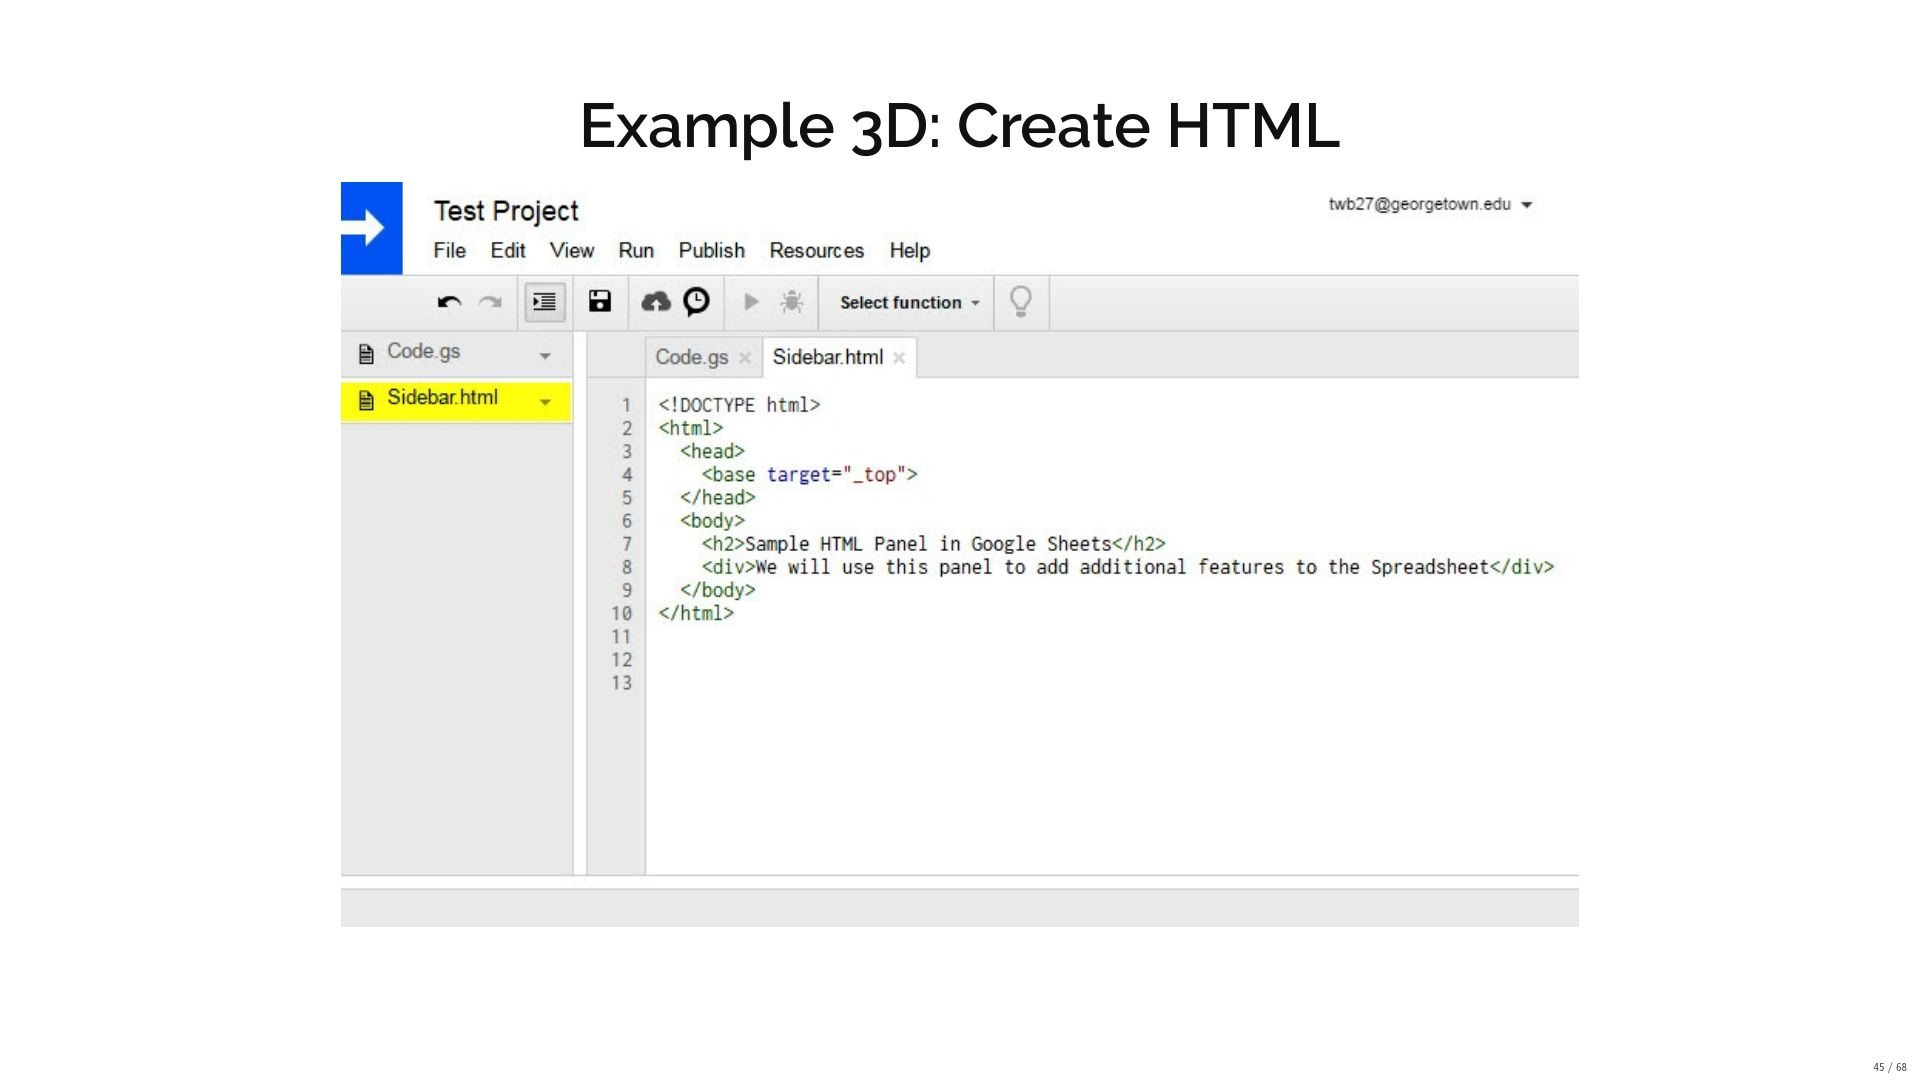 Example 3D: Create HTML
Test Project
twb27@georgetown.edu
File Edit View Run Publish Resources Help
Select function
Code.gs
Sidebar.html
Code.gs Sidebar.html
1 <!DOCTYPE html>
2 <html>
3 <head>
4 <base target="_top">
5 </head>
6 <body>
7 <h2>Sample HTML Panel in Google Sheets</h2>
8 <div>We will use this panel to add additional features to the Spreadsheet</div>
9 </body>
10 </html>
11
12
13
45 / 68